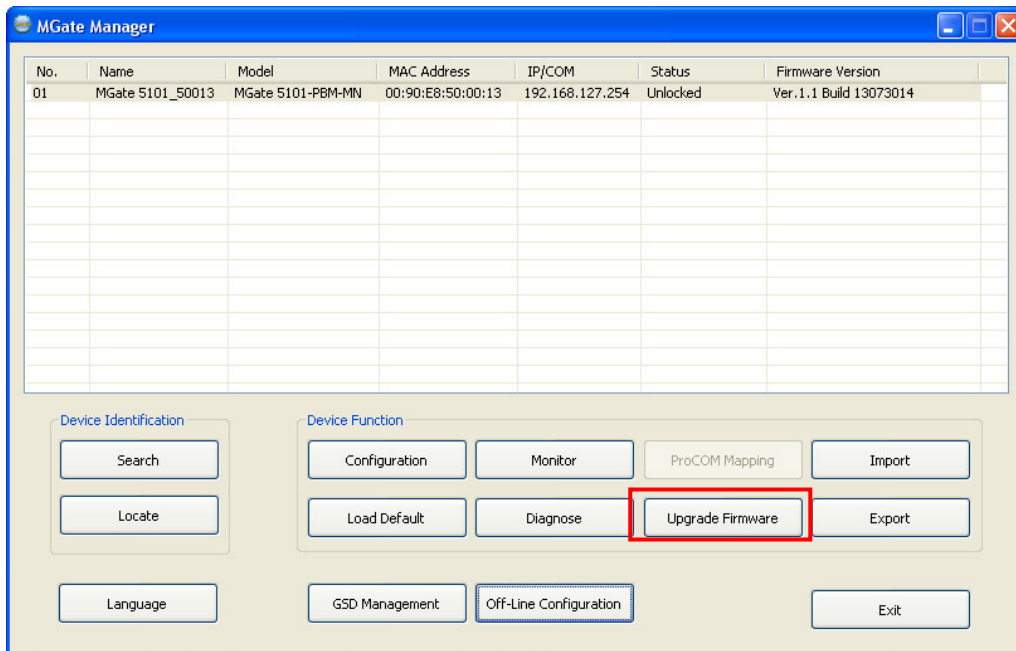 MGate Manager
No. Name Model MAC Address IP/COM Status Firmware Version
01 MGate 5101_50013 MGate 5101-PBM-MN 00:90:E8:50:00:13 192.168.127.254 Unlocked Ver.1.1 Build 13073014
Device Identification Device Function
Search Configuration Monitor ProCOM Mapping Import
Locate Load Default Diagnose Upgrade Firmware Export
Language GSD Management Off-Line Configuration Exit